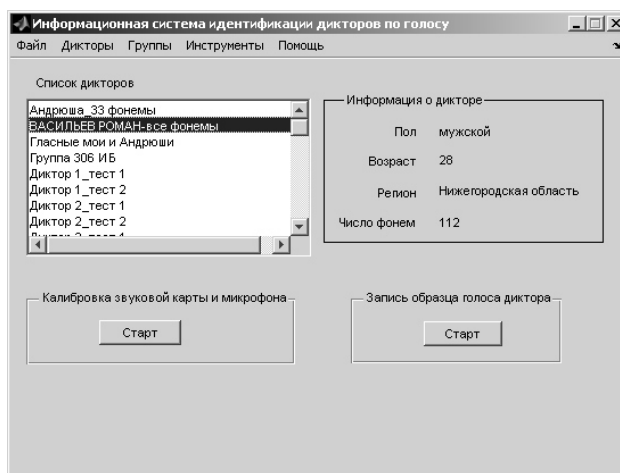 Информационная система идентификации дикторов по голосу
Файл Дикторы Группы Инструменты Помощь
Список дикторов
Андрюша_33 фонемы
ВАСИЛЬЕВ РОМАН-все фонемы
Гласные мои и Андрюши
Группа 306 ИБ
Диктор 1_тест 1
Диктор 1_тест 2
Диктор 2_тест 1
Диктор 2_тест 2
Информация о дикторе
Пол мужской
Возраст 28
Регион Нижегородская область
Число фонем 112
Калибровка звуковой карты и микрофона
Старт
Запись образца голоса диктора
Старт